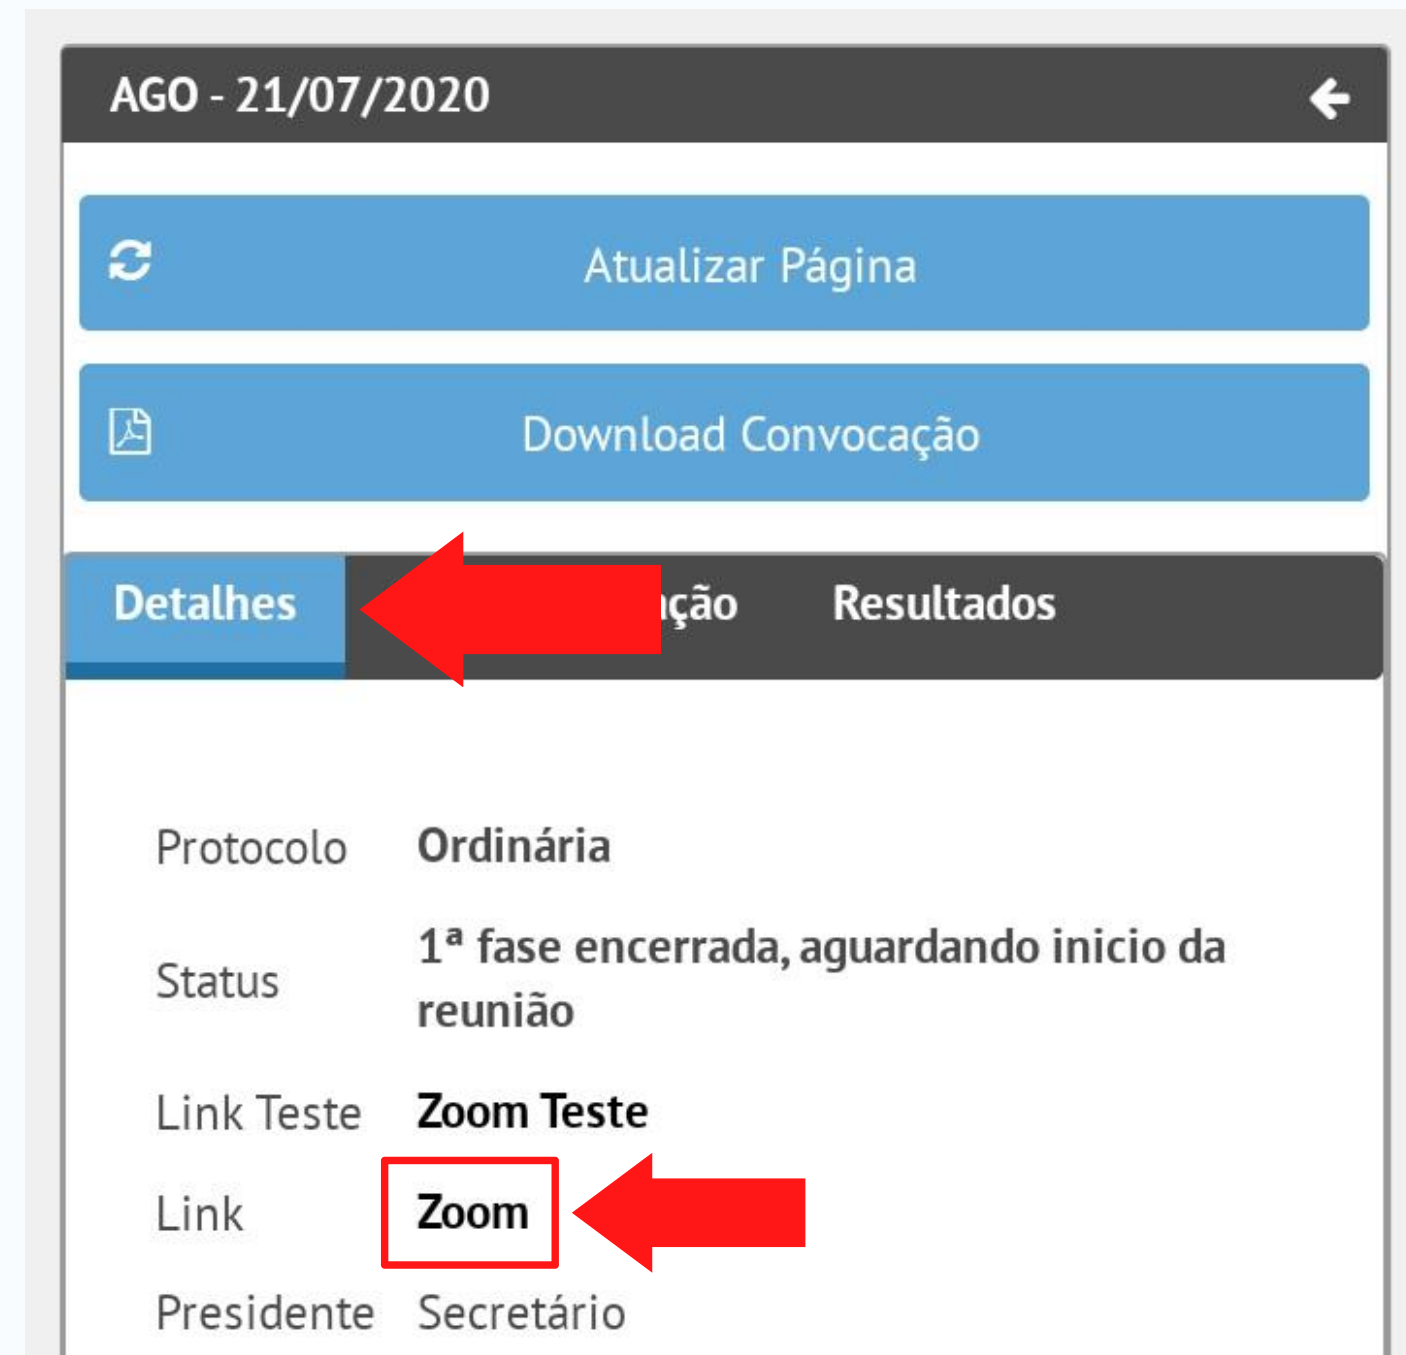 AGO - 21/07/2020
Atualizar Página
Download Convocação
Detalhes Resultados
Protocolo Ordinária
Status 1ª fase encerrada, aguardando inicio da
reunião
Link Teste Zoom Teste
Link Zoom
Presidente Secretário